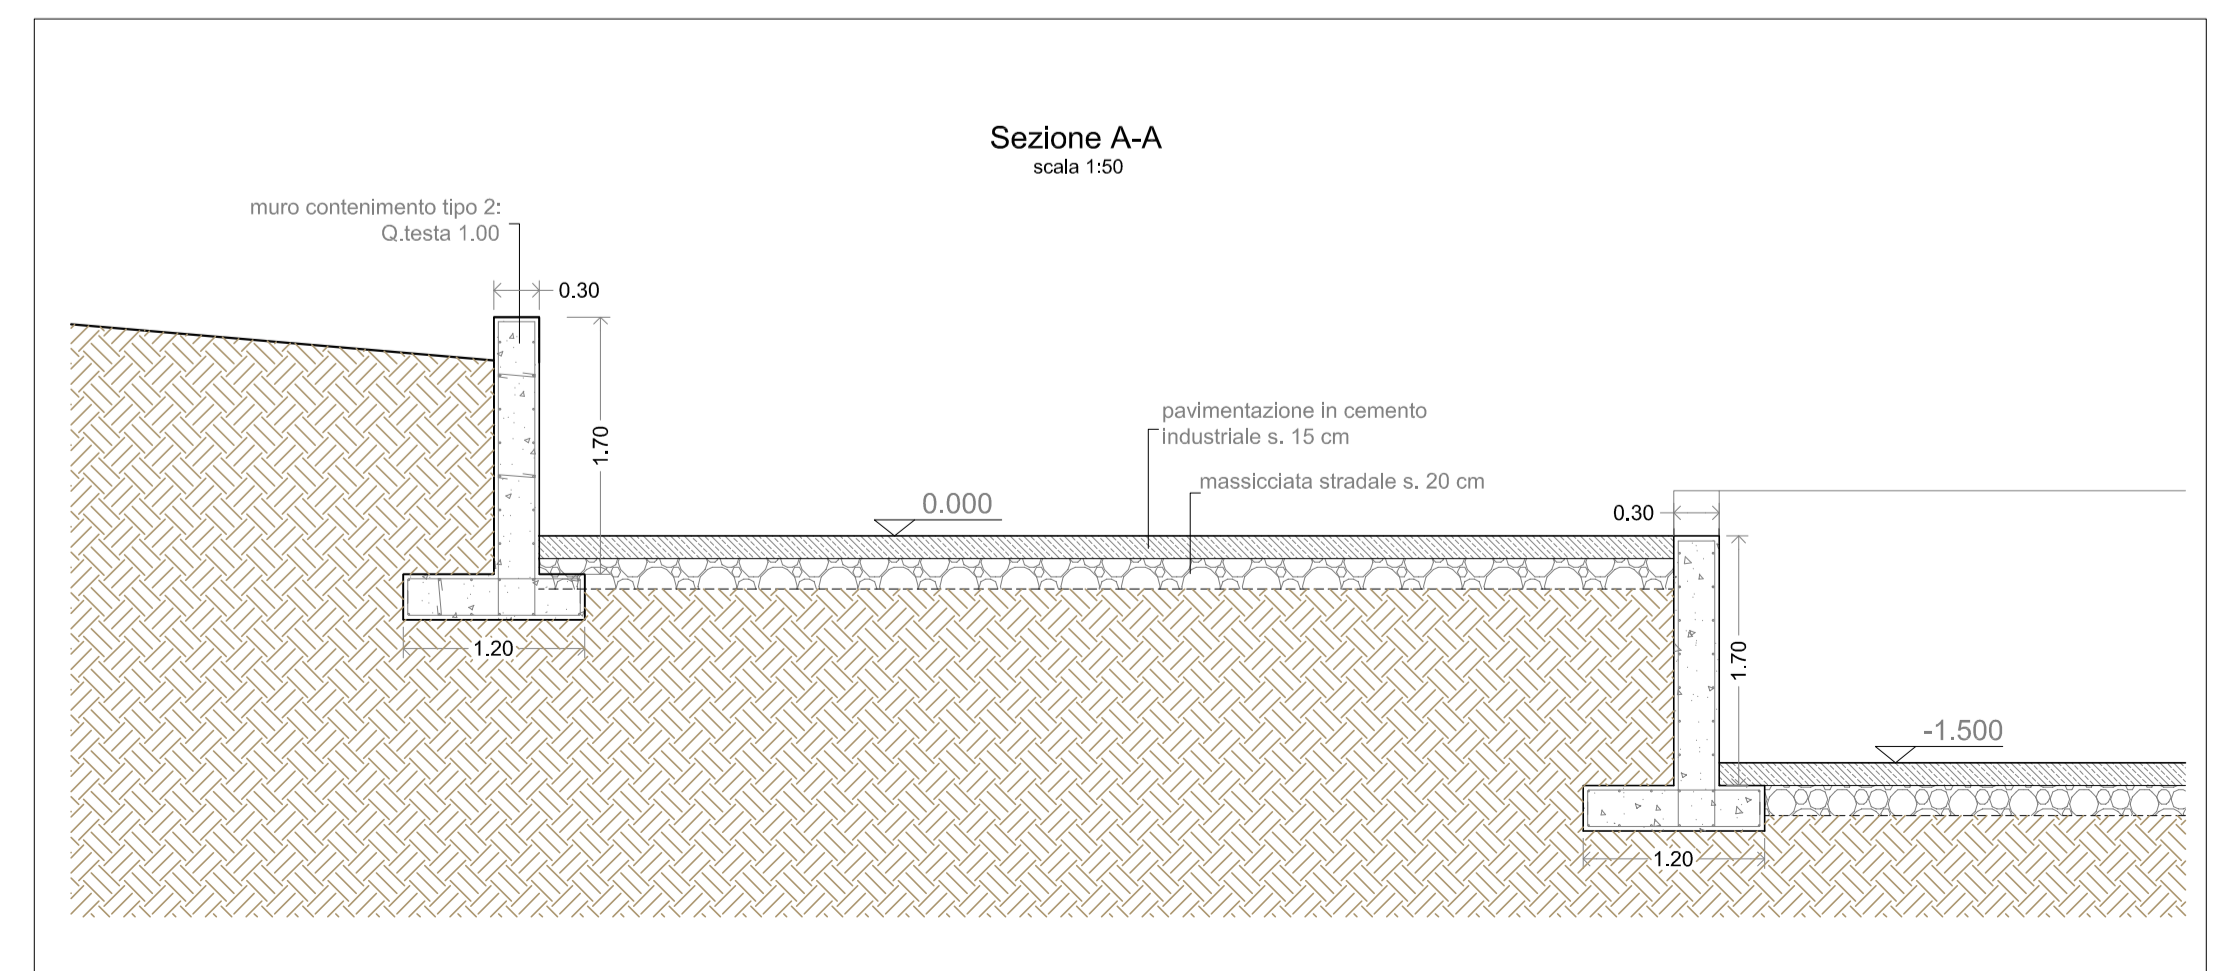 Sezione A-A
scala 1:50
muro contenimento tipo 2:
Q.testa 1.00
0.30
1.70
pavimentazione in cemento
industriale s. 15 cm
massicciata stradale s. 20 cm
0.000
0.30
1.20
1.70
-1.500
1.20